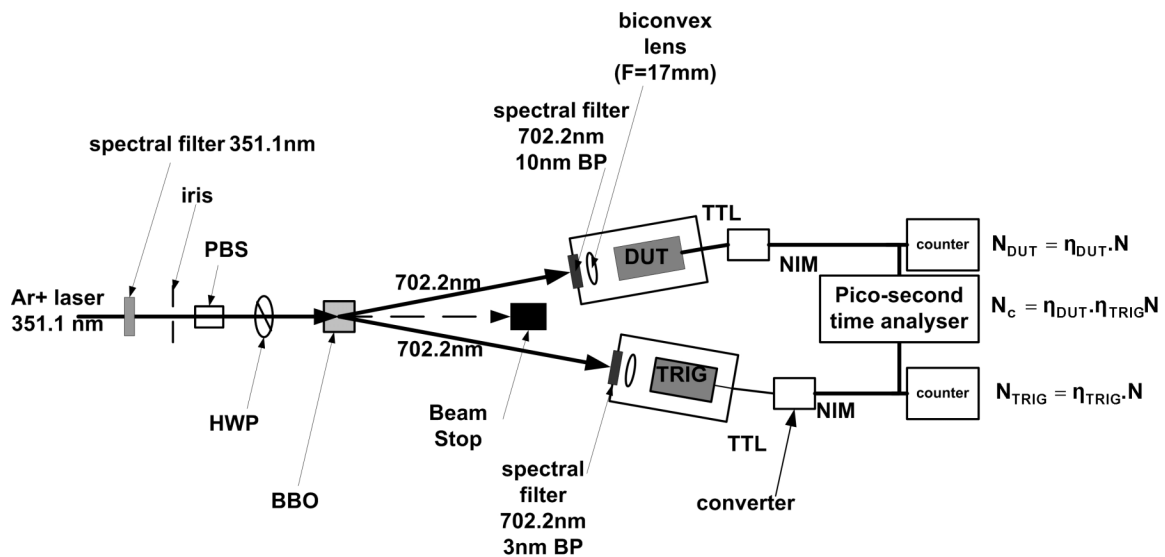 biconvex
lens
(F=17mm)
spectral filter
702.2nm
10nm BP
spectral filter 351.1nm
iris
PBS
TTL
DUT
counter
N_DUT = η_DUT.N
NIM
702.2nm
Ar+ laser
351.1 nm
Pico-second
time analyser
N_c = η_DUT.η_TRIG N
702.2nm
TRIG
counter
N_TRIG = η_TRIG.N
HWP
Beam
Stop
NIM
TTL
BBO
spectral
filter
702.2nm
3nm BP
converter